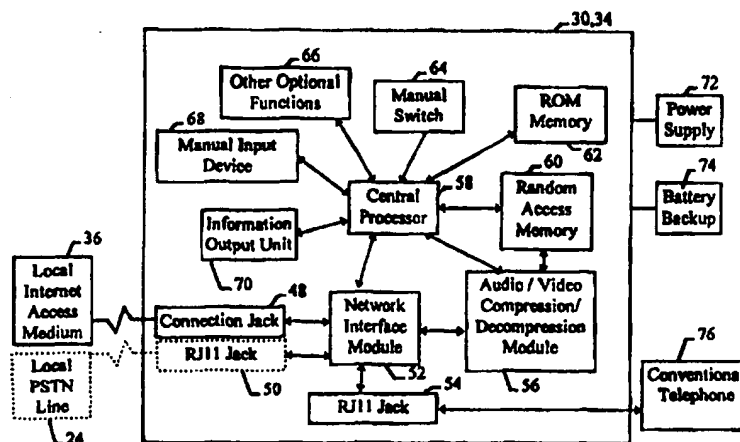 30,34
66
Other Optional
Functions
64
Manual
Switch
ROM
Memory
62
72
Power
Supply
68
Manual Input
Device
60
Random
Access
Memory
74
Battery
Backup
Central
Processor
58
Information
Output Unit
70
36
Local
Internet
Access
Medium
48
Connection Jack
Network
Interface
Module
52
Audio / Video
Compression/
Decompression
Module
56
RJ11 Jack
50
Local
PSTN
Line
24
54
RJ11 Jack
76
Conventional
Telephone